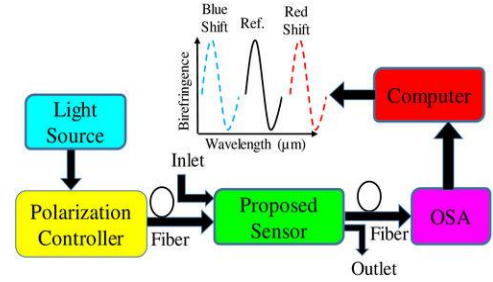 Blue
Shift
Ref.
Red
Shift
Birefringence
Wavelength (μm)
Computer
Light
Source
Inlet
Polarization
Controller
Fiber
Proposed
Sensor
Fiber
OSA
Outlet